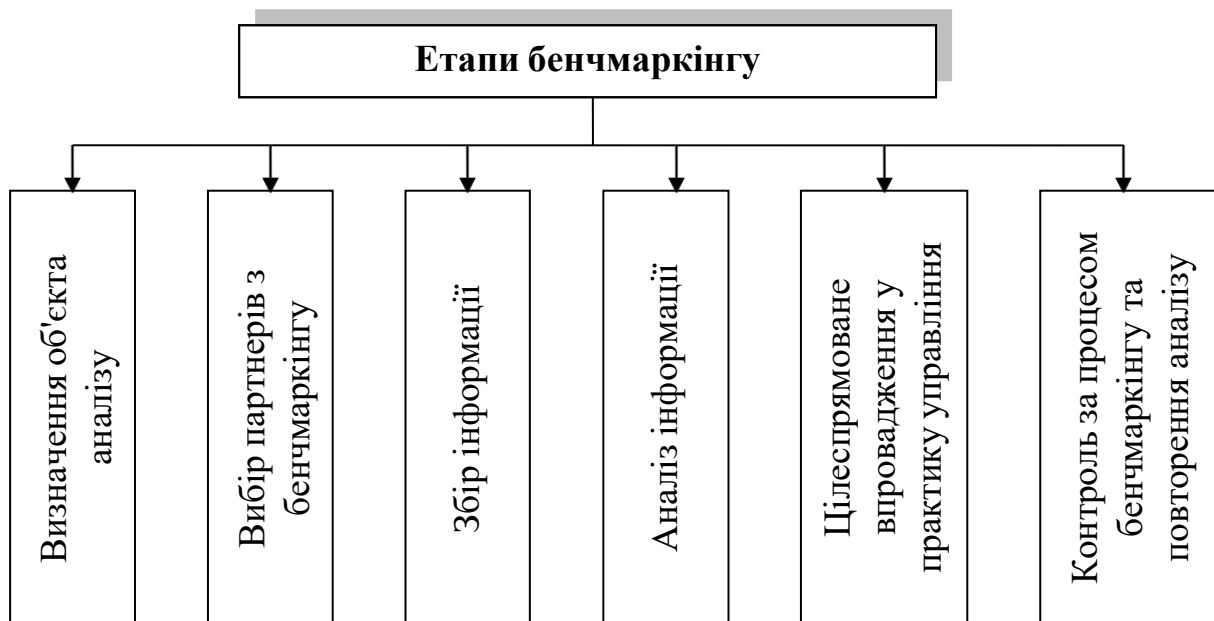 Етапи бенчмаркінгу
Визначення об'єкта
аналізу
Вибір партнерів з
бенчмаркінгу
Збір інформації
Аналіз інформації
Цілеспрямоване
впровадження у
практику управління
Контроль за процесом
бенчмаркінгу та
повторення аналізу